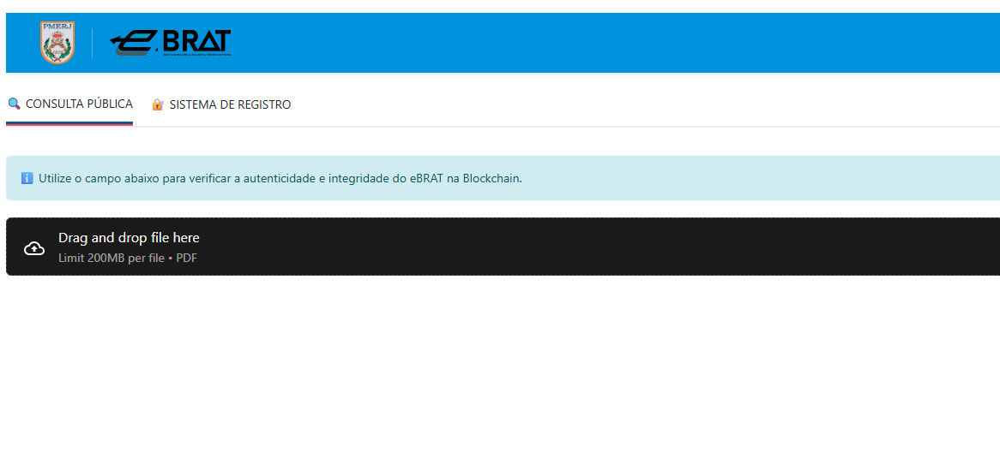 PMERJ
e.BRAT
CONSULTA PÚBLICA
SISTEMA DE REGISTRO
Utilize o campo abaixo para verificar a autenticidade e integridade do eBRAT na Blockchain.
Drag and drop file here
Limit 200MB per file • PDF